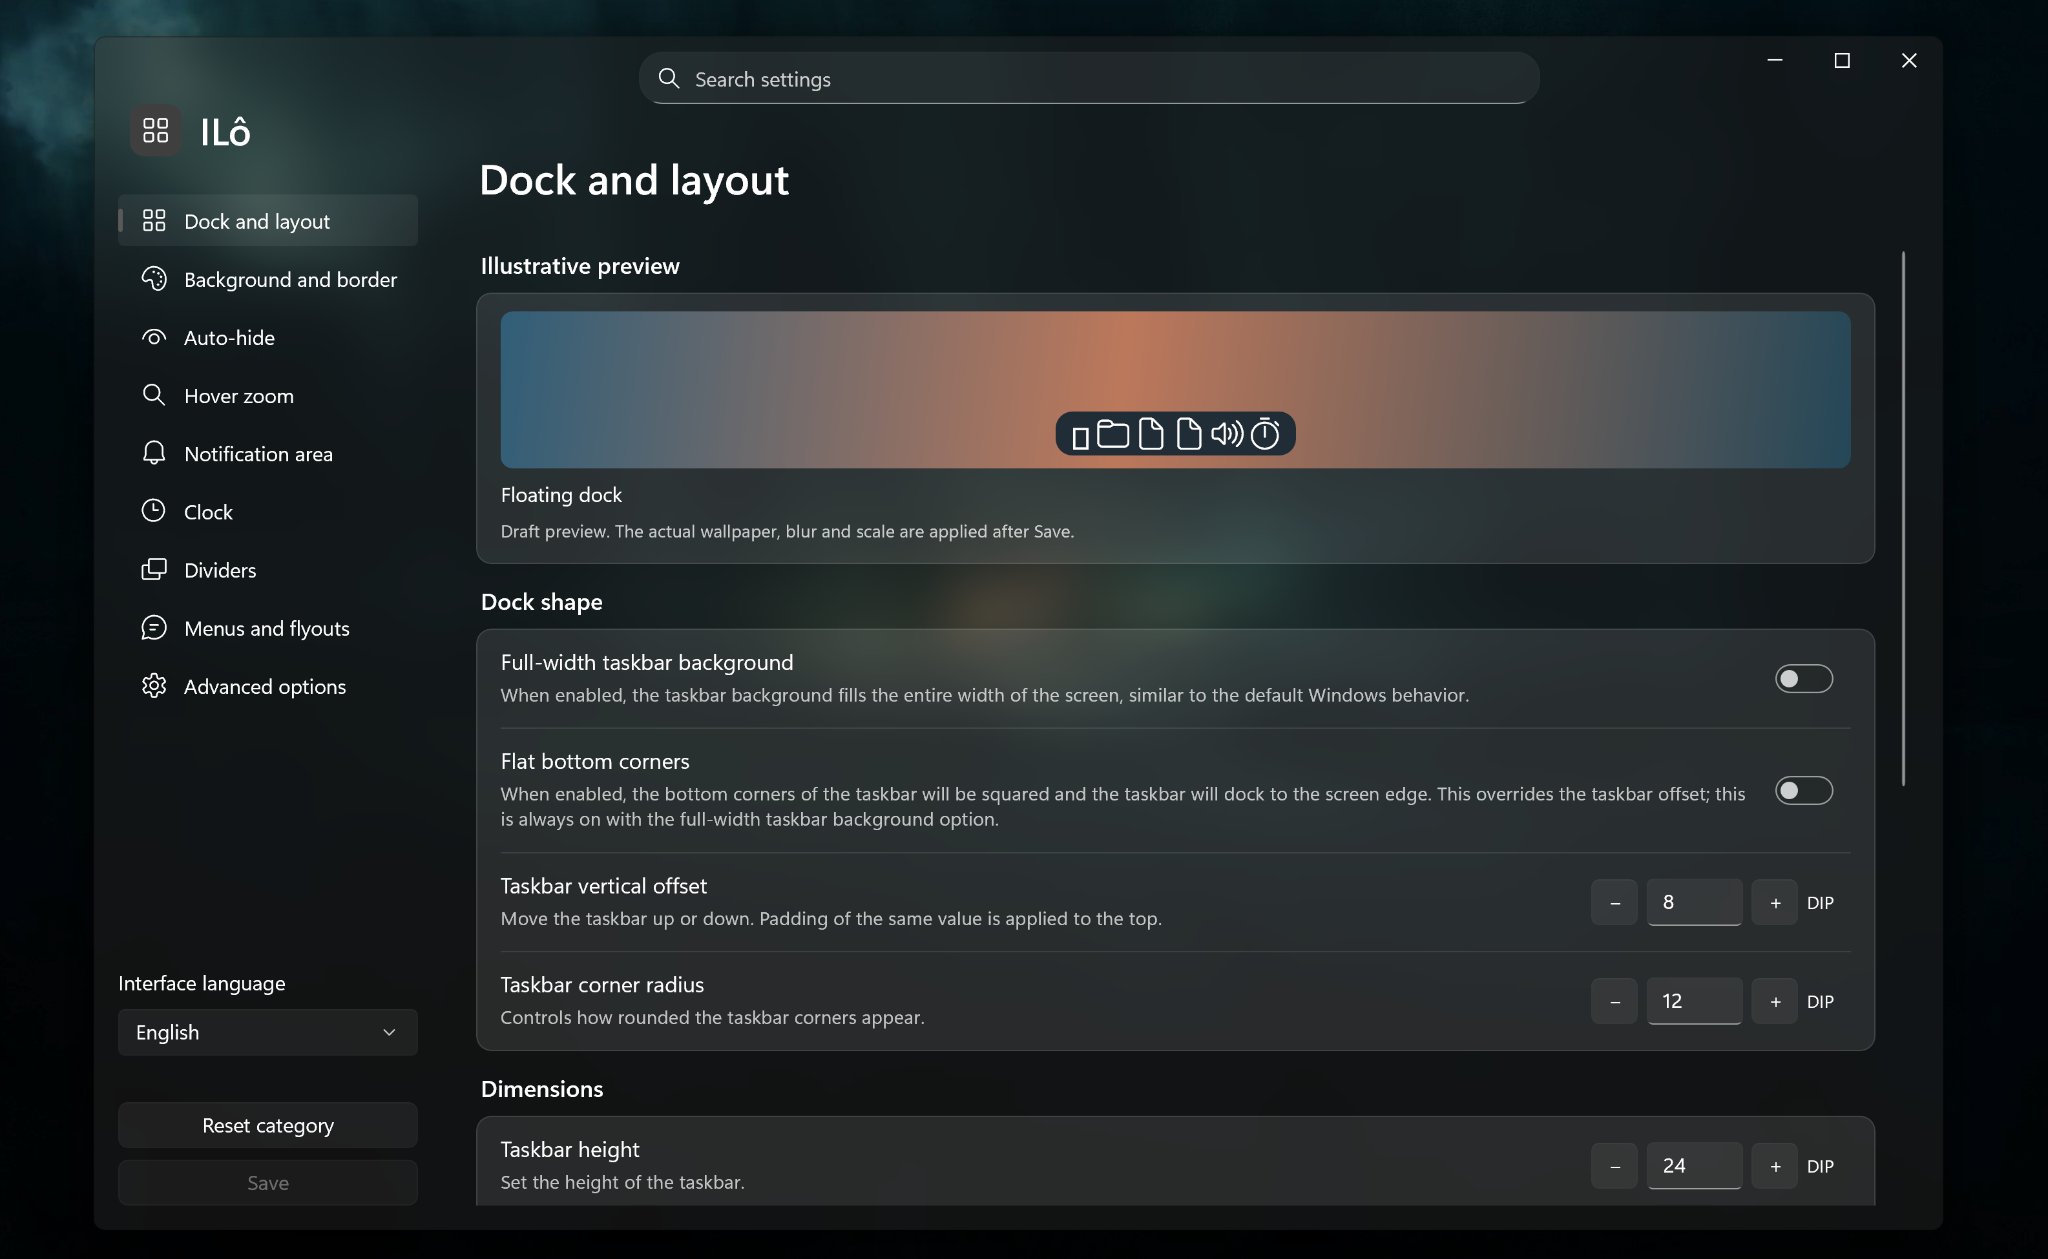 Search settings
ILô
Dock and layout
Background and border
Auto-hide
Hover zoom
Notification area
Clock
Dividers
Menus and flyouts
Advanced options
Interface language
English
Reset category
Save
Dock and layout
Illustrative preview
Floating dock
Draft preview. The actual wallpaper, blur and scale are applied after Save.
Dock shape
Full-width taskbar background
When enabled, the taskbar background fills the entire width of the screen, similar to the default Windows behavior.
Flat bottom corners
When enabled, the bottom corners of the taskbar will be squared and the taskbar will dock to the screen edge. This overrides the taskbar offset; this
is always on with the full-width taskbar background option.
Taskbar vertical offset
Move the taskbar up or down. Padding of the same value is applied to the top.
− 8 + DIP
Taskbar corner radius
Controls how rounded the taskbar corners appear.
− 12 + DIP
Dimensions
Taskbar height
Set the height of the taskbar.
− 24 + DIP